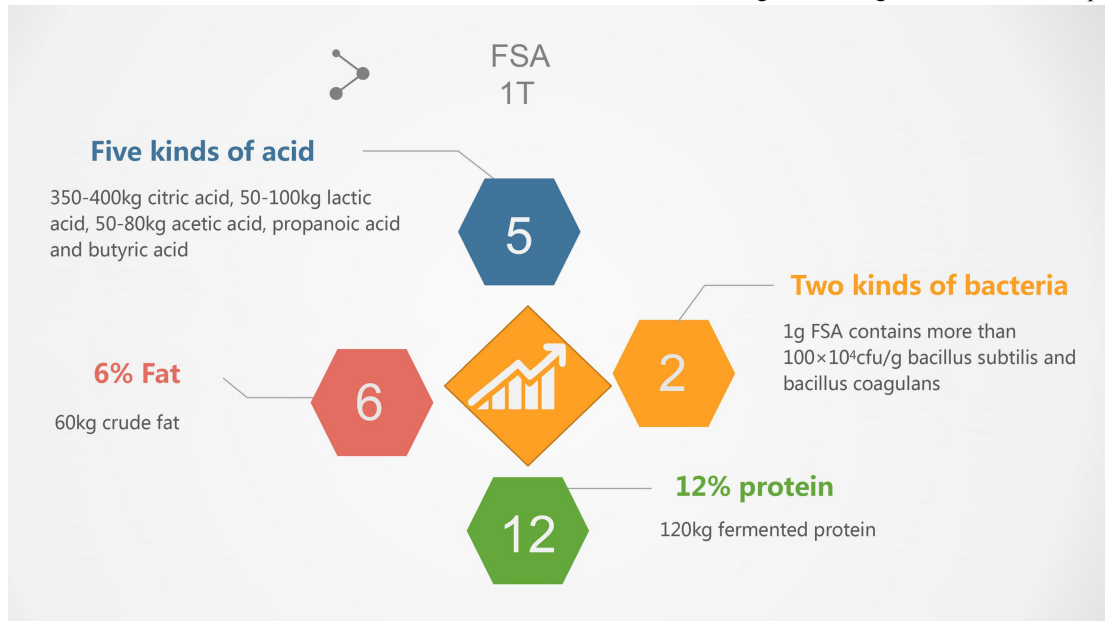 FSA
1T
Five kinds of acid
350-400kg citric acid, 50-100kg lactic
acid, 50-80kg acetic acid, propanoic acid
and butyric acid
5
Two kinds of bacteria
1g FSA contains more than
100×10⁴cfu/g bacillus subtilis and
bacillus coagulans
2
6% Fat
60kg crude fat
6
12% protein
120kg fermented protein
12